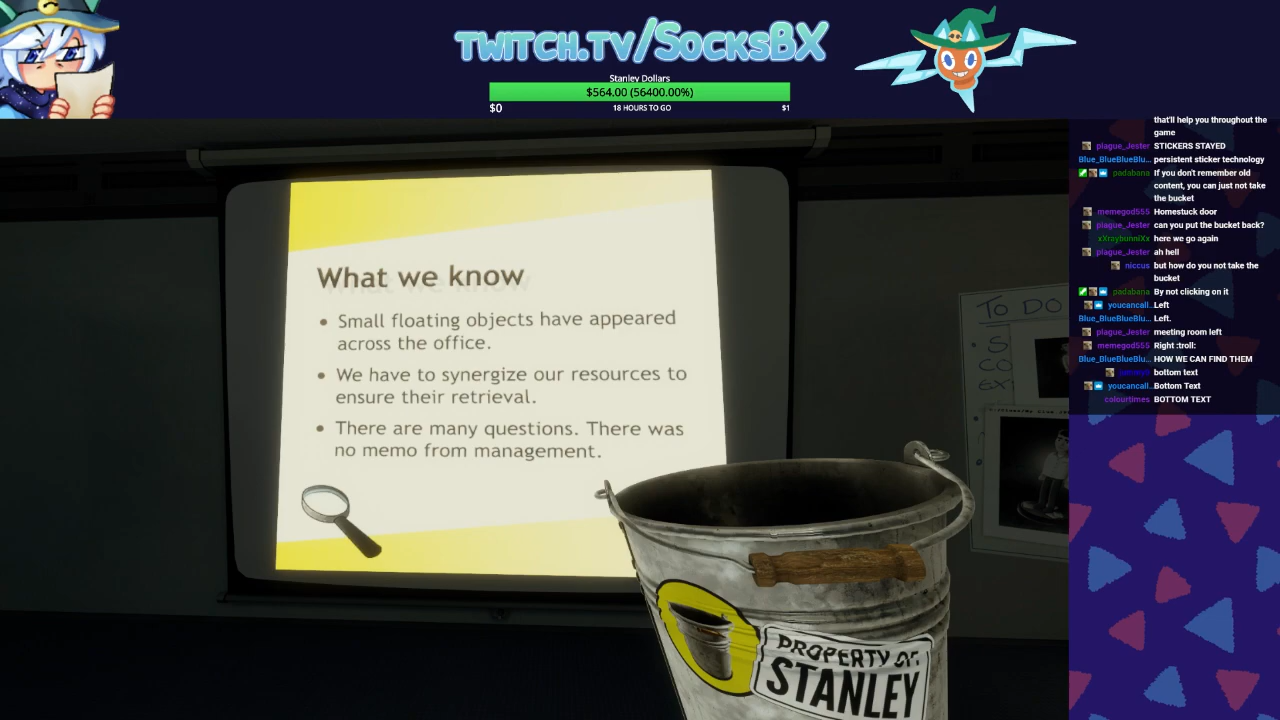 TWITCH.TV/SOCKSBX
Stanley Dollars
$564.00 (56400.00%)
$0
18 HOURS TO GO
$1
What we know
• Small floating objects have appeared
across the office.
• We have to synergize our resources to
ensure their retrieval.
• There are many questions. There was
no memo from management.
TO DO
PROPERTY OF
STANLEY
that'll help you throughout the
game
plague_Jester STICKERS STAYED
Blue_BlueBlueBlu... persistent sticker technology
padabana If you don't remember old
content, you can just not take
the bucket
memegod555 Homestuck door
plague_Jester can you put the bucket back?
xXraybunnIXx here we go again
plague_Jester ah hell
niccus but how do you not take the
bucket
padabana By not clicking on it
youcancall... Left
Blue_BlueBlueBlu... Left.
plague_Jester meeting room left
memegod555 Right :troll:
Blue_BlueBlueBlu... HOW WE CAN FIND THEM
bottom text
youcancall... Bottom Text
colourtimes BOTTOM TEXT